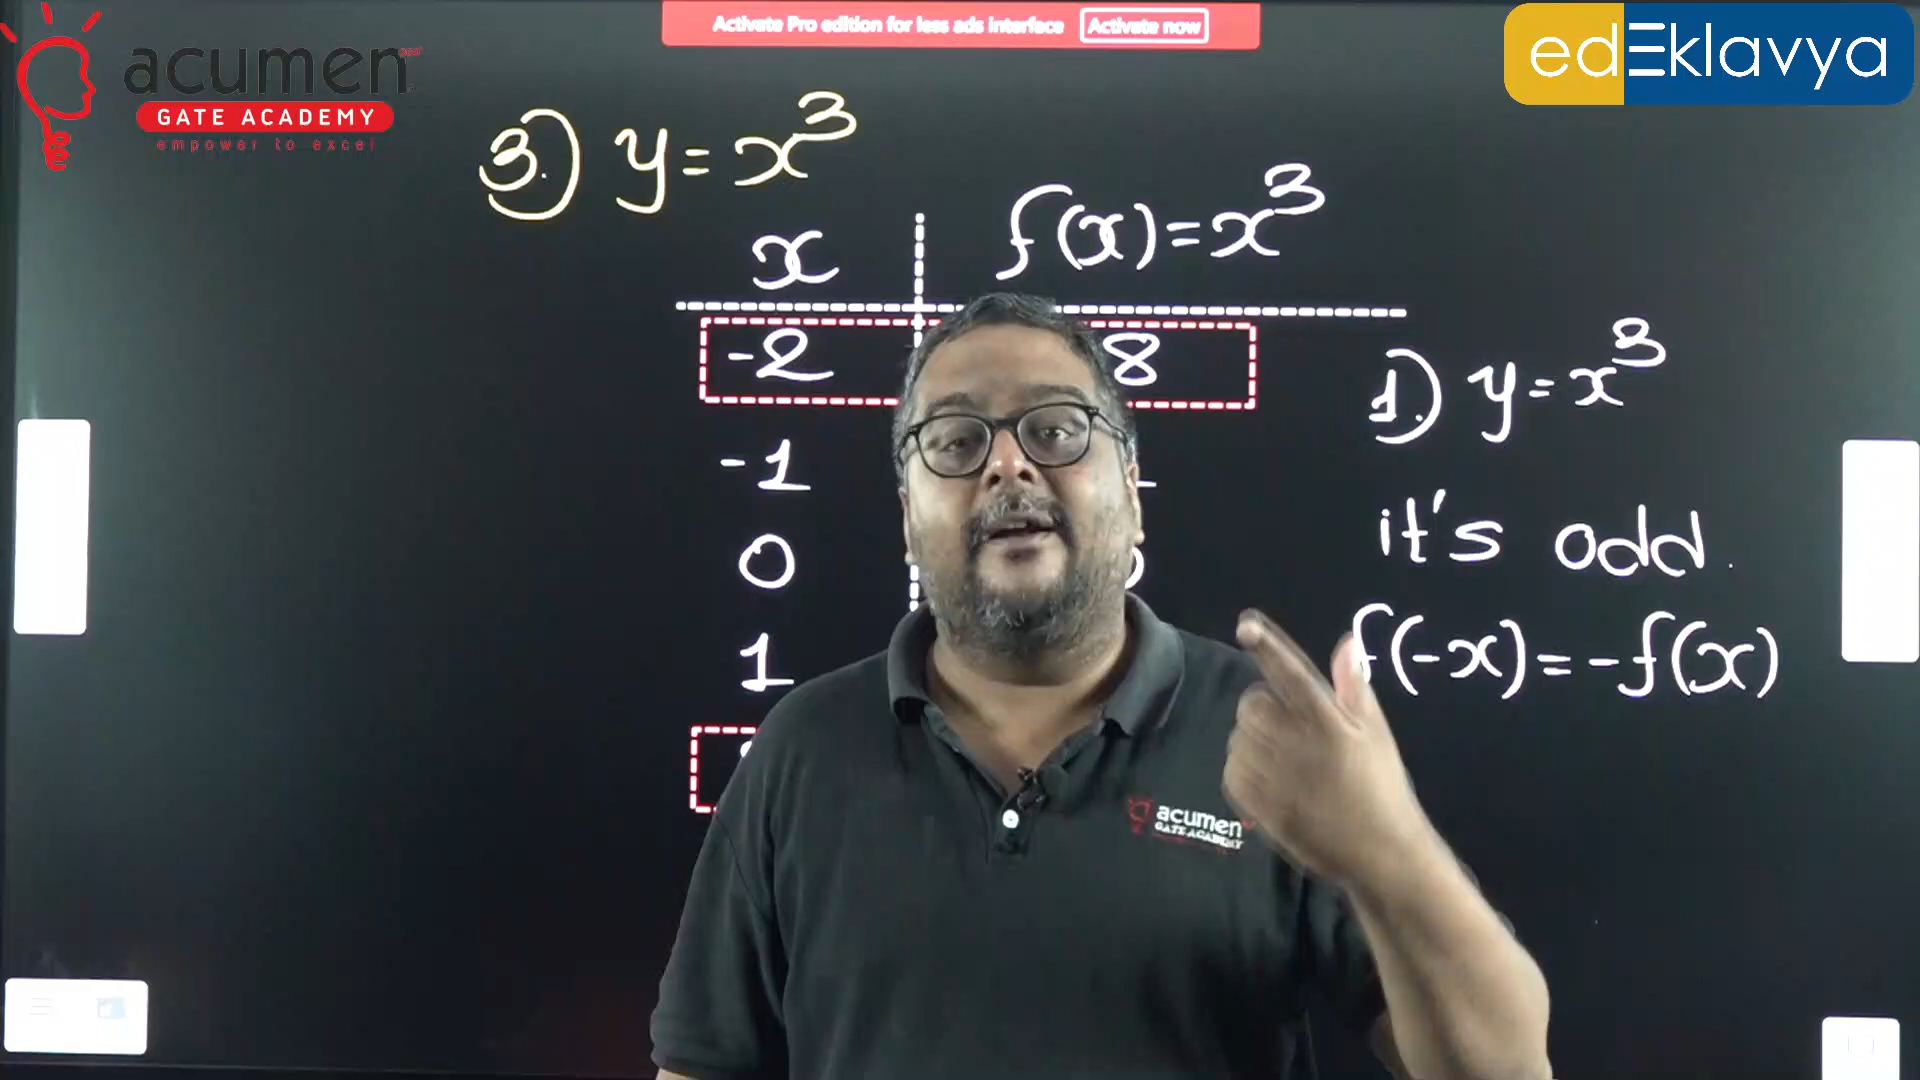 Activate Pro edition for less ads interface Activate now
acumen
GATE ACADEMY
empower to excel
edEklavya
3.) y = x³
x f(x) = x³
-2 8
-1
0
1
1.) y = x³
it's odd.
f(-x) = -f(x)
acumen
GATE ACADEMY